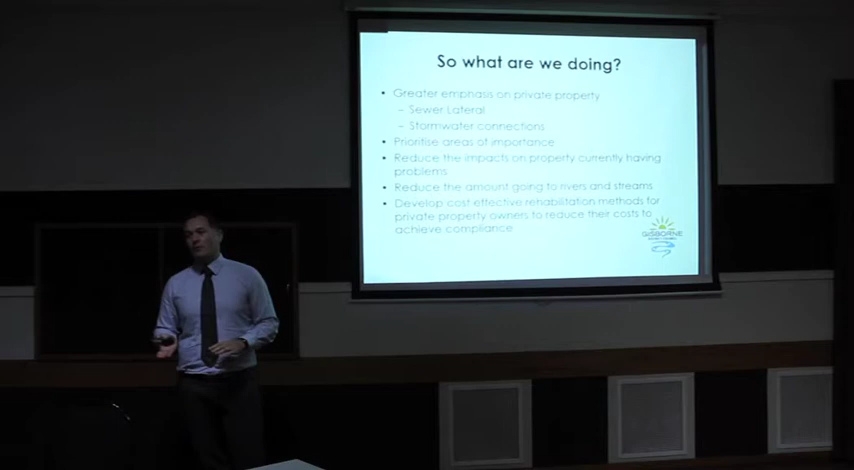 So what are we doing?
• Greater emphasis on private property
– Sewer Lateral
– Stormwater connections
• Prioritise areas of importance
• Reduce the impacts on property currently having
problems
• Reduce the amount going to rivers and streams
• Develop cost effective rehabilitation methods for
private property owners to reduce their costs to
achieve compliance
GISBORNE